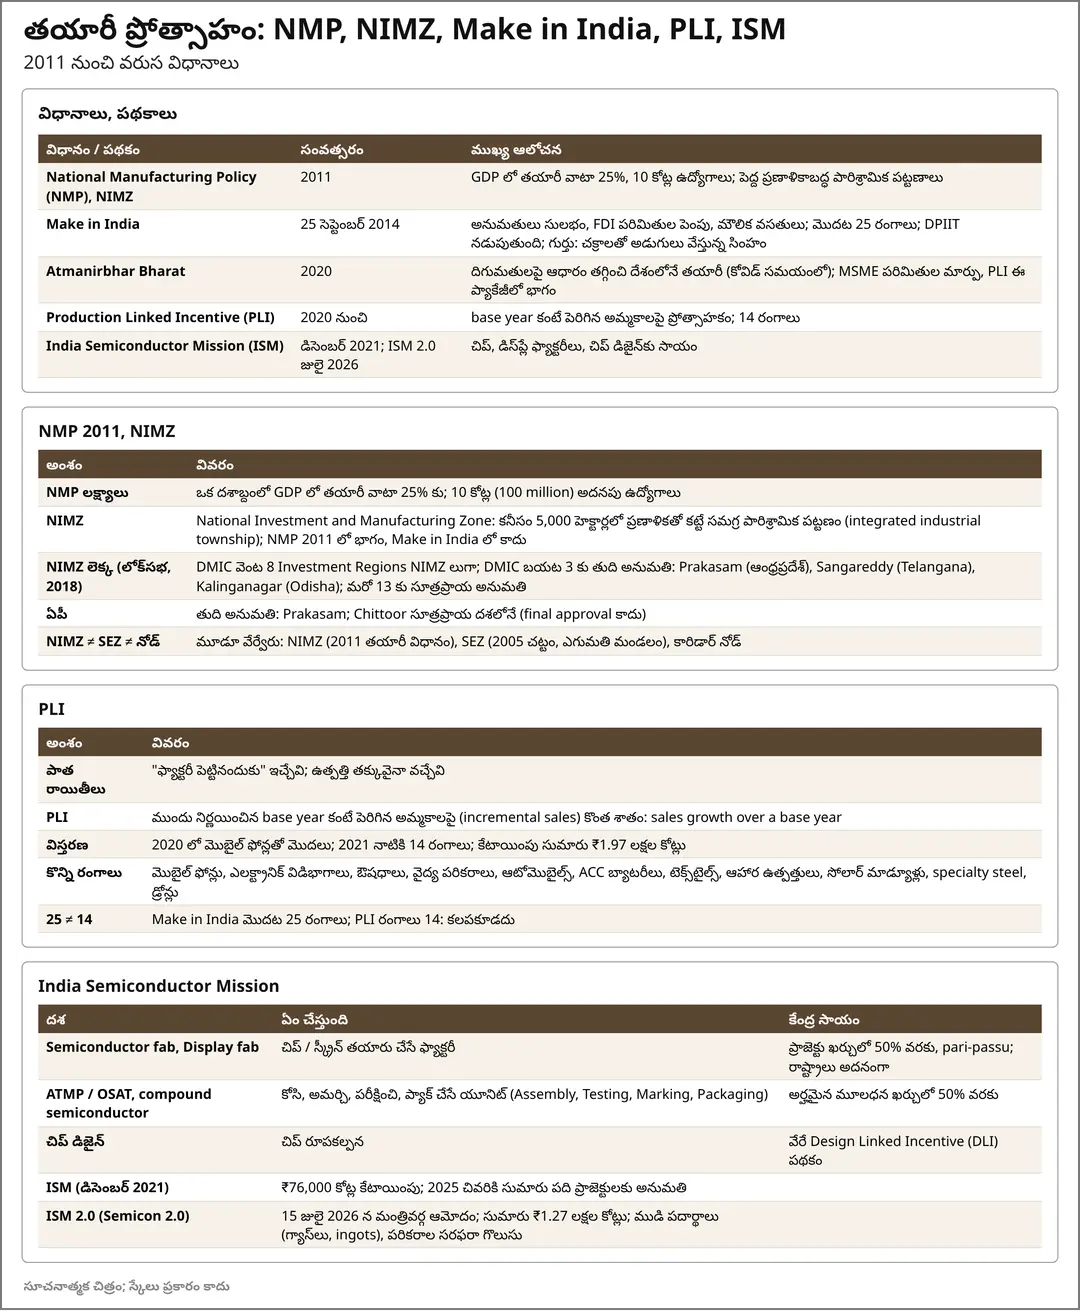 తయారీ ప్రోత్సాహం: NMP, NIMZ, Make in India, PLI, ISM
2011 నుంచి వరుస విధానాలు
విధానాలు, పథకాలు
విధానం / పథకం సంవత్సరం ముఖ్య ఆలోచన
National Manufacturing Policy (NMP), NIMZ 2011 GDP లో తయారీ వాటా 25%, 10 కోట్ల ఉద్యోగాలు; పెద్ద ప్రణాళికాబద్ధ పారిశ్రామిక పట్టణాలు
Make in India 25 సెప్టెంబర్ 2014 అనుమతులు సులభం, FDI పరిమితుల పెంపు, మౌలిక వసతులు; మొదట 25 రంగాలు; DPIIT
నడుపుతుంది; గుర్తు: చక్రాలతో అడుగులు వేస్తున్న సింహం
Atmanirbhar Bharat 2020 దిగుమతులపై ఆధారం తగ్గించి దేశంలోనే తయారీ (కోవిడ్ సమయంలో); MSME పరిమితుల మార్పు, PLI ఈ
ప్యాకేజీలో భాగం
Production Linked Incentive (PLI) 2020 నుంచి base year కంటే పెరిగిన అమ్మకాలపై ప్రోత్సాహకం; 14 రంగాలు
India Semiconductor Mission (ISM) డిసెంబర్ 2021; ISM 2.0 జులై 2026 చిప్, డిస్‌ప్లే ఫ్యాక్టరీలు, చిప్ డిజైన్‌కు సాయం
NMP 2011, NIMZ
అంశం వివరం
NMP లక్ష్యాలు ఒక దశాబ్దంలో GDP లో తయారీ వాటా 25% కు; 10 కోట్ల (100 million) అదనపు ఉద్యోగాలు
NIMZ National Investment and Manufacturing Zone: కనీసం 5,000 హెక్టార్లలో ప్రణాళికతో కట్టే సమగ్ర పారిశ్రామిక పట్టణం (integrated industrial
township); NMP 2011 లో భాగం, Make in India లో కాదు
NIMZ లెక్క (లోక్‌సభ, 2018) DMIC వెంట 8 Investment Regions NIMZ లుగా; DMIC బయట 3 కు తుది అనుమతి: Prakasam (ఆంధ్రప్రదేశ్), Sangareddy (Telangana),
Kalinganagar (Odisha); మరో 13 కు సూత్రప్రాయ అనుమతి
ఏపీ తుది అనుమతి: Prakasam; Chittoor సూత్రప్రాయ దశలోనే (final approval కాదు)
NIMZ ≠ SEZ ≠ నోడ్ మూడూ వేర్వేరు: NIMZ (2011 తయారీ విధానం), SEZ (2005 చట్టం, ఎగుమతి మండలం), కారిడార్ నోడ్
PLI
అంశం వివరం
పాత రాయితీలు "ఫ్యాక్టరీ పెట్టినందుకు" ఇచ్చేవి; ఉత్పత్తి తక్కువైనా వచ్చేవి
PLI ముందు నిర్ణయించిన base year కంటే పెరిగిన అమ్మకాలపై (incremental sales) కొంత శాతం: sales growth over a base year
విస్తరణ 2020 లో మొబైల్ ఫోన్లతో మొదలు; 2021 నాటికి 14 రంగాలు; కేటాయింపు సుమారు ₹1.97 లక్షల కోట్లు
కొన్ని రంగాలు మొబైల్ ఫోన్లు, ఎలక్ట్రానిక్ విడిభాగాలు, ఔషధాలు, వైద్య పరికరాలు, ఆటోమొబైల్స్, ACC బ్యాటరీలు, టెక్స్‌టైల్స్, ఆహార ఉత్పత్తులు, సోలార్ మాడ్యూళ్లు, specialty steel,
డ్రోన్లు
25 ≠ 14 Make in India మొదట 25 రంగాలు; PLI రంగాలు 14: కలపకూడదు
India Semiconductor Mission
దశ ఏం చేస్తుంది కేంద్ర సాయం
Semiconductor fab, Display fab చిప్ / స్క్రీన్ తయారు చేసే ఫ్యాక్టరీ ప్రాజెక్టు ఖర్చులో 50% వరకు, pari-passu;
రాష్ట్రాలు అదనంగా
ATMP / OSAT, compound semiconductor కోసి, అమర్చి, పరీక్షించి, ప్యాక్ చేసే యూనిట్ (Assembly, Testing, Marking, Packaging) అర్హమైన మూలధన ఖర్చులో 50% వరకు
చిప్ డిజైన్ చిప్ రూపకల్పన వేరే Design Linked Incentive (DLI)
పథకం
ISM (డిసెంబర్ 2021) ₹76,000 కోట్ల కేటాయింపు; 2025 చివరికి సుమారు పది ప్రాజెక్టులకు అనుమతి
ISM 2.0 (Semicon 2.0) 15 జులై 2026 న మంత్రివర్గ ఆమోదం; సుమారు ₹1.27 లక్షల కోట్లు; ముడి పదార్థాలు
(గ్యాస్‌లు, ingots), పరికరాల సరఫరా గొలుసు
సూచనాత్మక చిత్రం; స్కేలు ప్రకారం కాదు